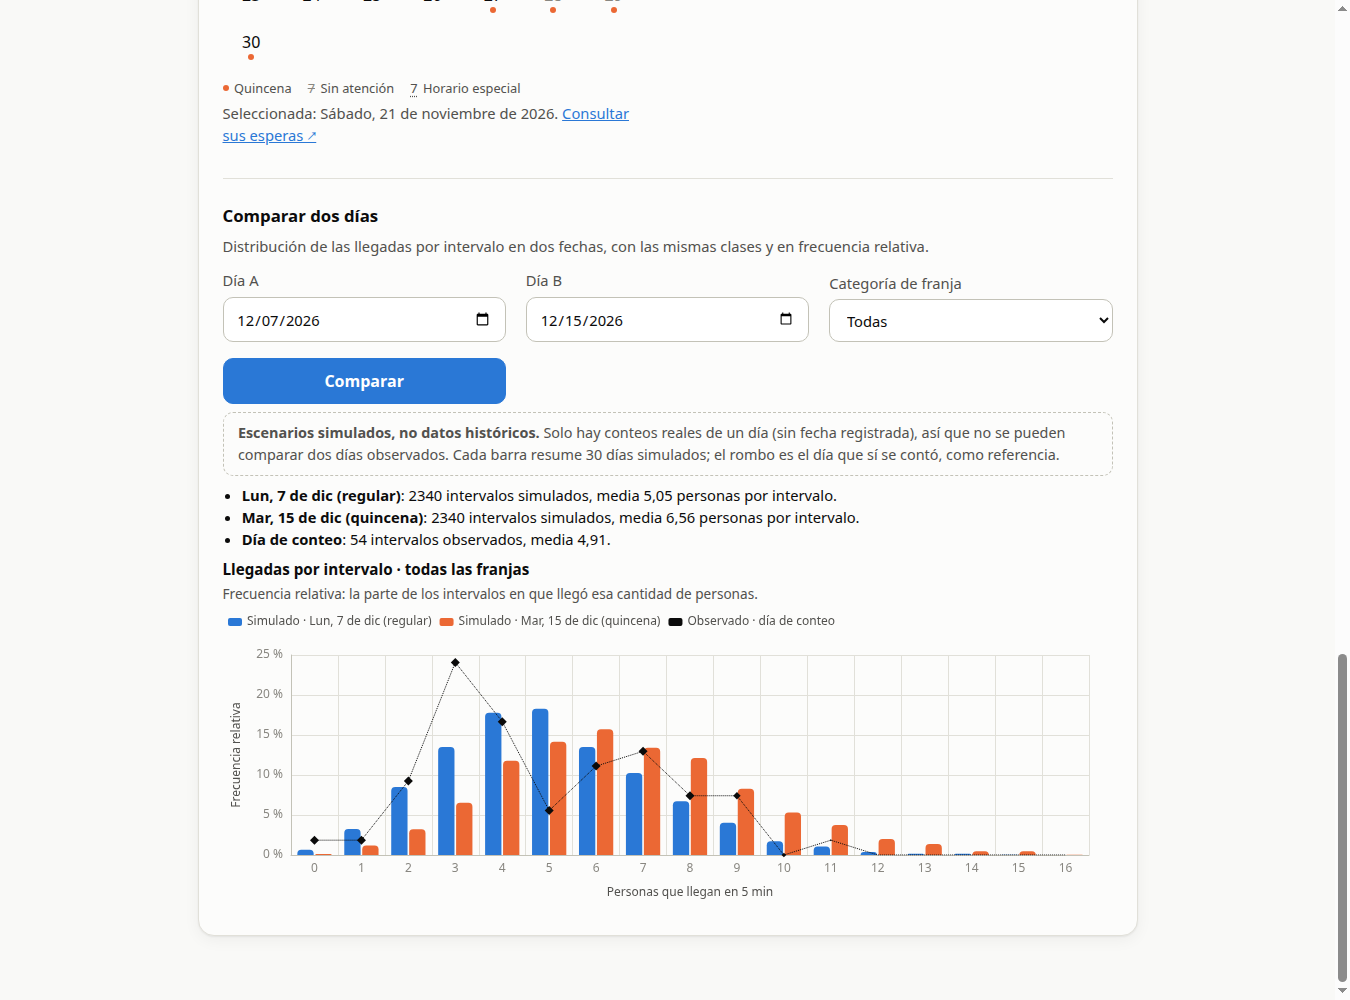 30
Quincena 7 Sin atención 7 Horario especial
Seleccionada: Sábado, 21 de noviembre de 2026. Consultar
sus esperas ↗
Comparar dos días
Distribución de las llegadas por intervalo en dos fechas, con las mismas clases y en frecuencia relativa.
Día A Día B Categoría de franja
12/07/2026 12/15/2026 Todas
Comparar
Escenarios simulados, no datos históricos. Solo hay conteos reales de un día (sin fecha registrada), así que no se pueden
comparar dos días observados. Cada barra resume 30 días simulados; el rombo es el día que sí se contó, como referencia.
• Lun, 7 de dic (regular): 2340 intervalos simulados, media 5,05 personas por intervalo.
• Mar, 15 de dic (quincena): 2340 intervalos simulados, media 6,56 personas por intervalo.
• Día de conteo: 54 intervalos observados, media 4,91.
Llegadas por intervalo · todas las franjas
Frecuencia relativa: la parte de los intervalos en que llegó esa cantidad de personas.
Simulado · Lun, 7 de dic (regular) Simulado · Mar, 15 de dic (quincena) Observado · día de conteo
Frecuencia relativa
25 %
20 %
15 %
10 %
5 %
0 %
0 1 2 3 4 5 6 7 8 9 10 11 12 13 14 15 16
Personas que llegan en 5 min